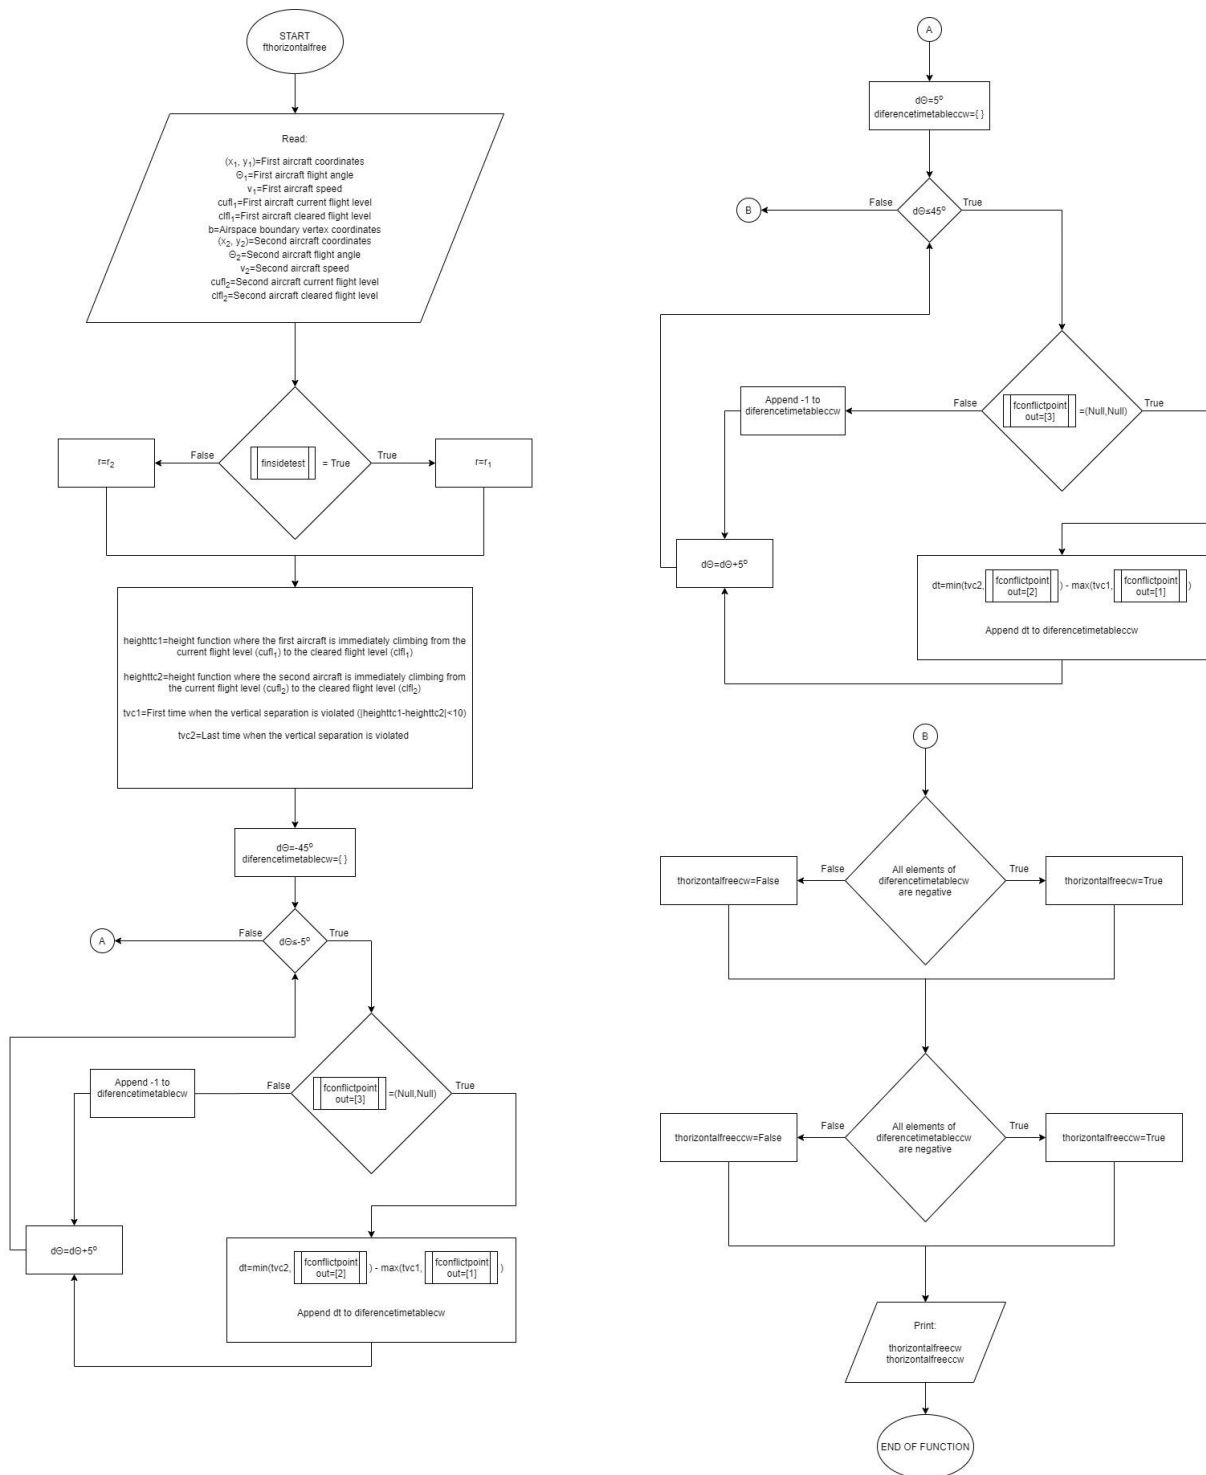 START
fthorizontalfree
Read:
(x₁, y₁)=First aircraft coordinates
Θ₁=First aircraft flight angle
v₁=First aircraft speed
cufl₁=First aircraft current flight level
clfl₁=First aircraft cleared flight level
b=Airspace boundary vertex coordinates
(x₂, y₂)=Second aircraft coordinates
Θ₂=Second aircraft flight angle
v₂=Second aircraft speed
cufl₂=Second aircraft current flight level
clfl₂=Second aircraft cleared flight level
False
True
r=r₂
finsidetest = True
r=r₁
heighttc1=height function where the first aircraft is immediately climbing from the
current flight level (cufl₁) to the cleared flight level (clfl₁)
heighttc2=height function where the second aircraft is immediately climbing from
the current flight level (cufl₂) to the cleared flight level (clfl₂)
tvc1=First time when the vertical separation is violated (|heighttc1-heighttc2|<10)
tvc2=Last time when the vertical separation is violated
dΘ=-45º
diferencetimetablecw={ }
False
True
A
dΘ≤-5º
Append -1 to
diferencetimetablecw
False
True
fconflictpoint
out=[3]
=(Null,Null)
dΘ=dΘ+5º
dt=min(tvc2, fconflictpoint out=[2] ) - max(tvc1, fconflictpoint out=[1] )
Append dt to diferencetimetablecw
A
dΘ=5º
diferencetimetableccw={ }
False
True
B
dΘ≤45º
Append -1 to
diferencetimetableccw
False
True
fconflictpoint
out=[3]
=(Null,Null)
dΘ=dΘ+5º
dt=min(tvc2, fconflictpoint out=[2] ) - max(tvc1, fconflictpoint out=[1] )
Append dt to diferencetimetableccw
B
False
True
thorizontalfreecw=False
All elements of
diferencetimetablecw
are negative
thorizontalfreecw=True
False
True
thorizontalfreeccw=False
All elements of
diferencetimetableccw
are negative
thorizontalfreeccw=True
Print:
thorizontalfreecw
thorizontalfreeccw
END OF FUNCTION